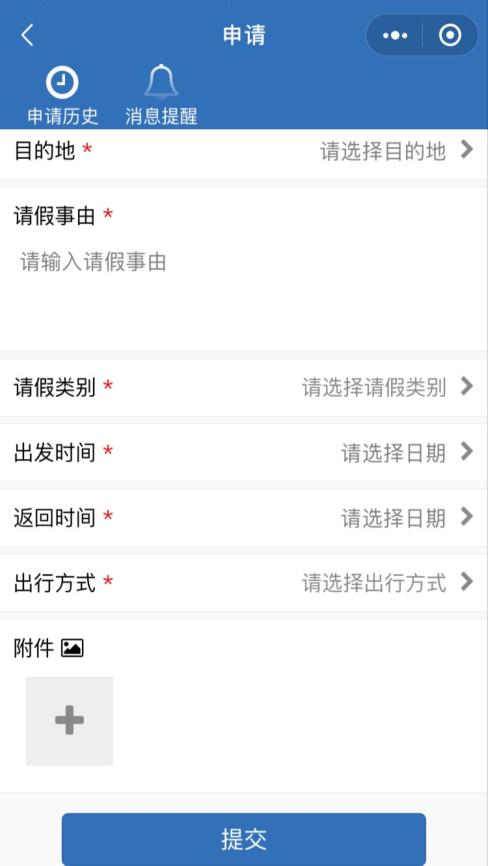 申请
申请历史 消息提醒
目的地 * 请选择目的地
请假事由 *
请输入请假事由
请假类别 * 请选择请假类别
出发时间 * 请选择日期
返回时间 * 请选择日期
出行方式 * 请选择出行方式
附件
提交